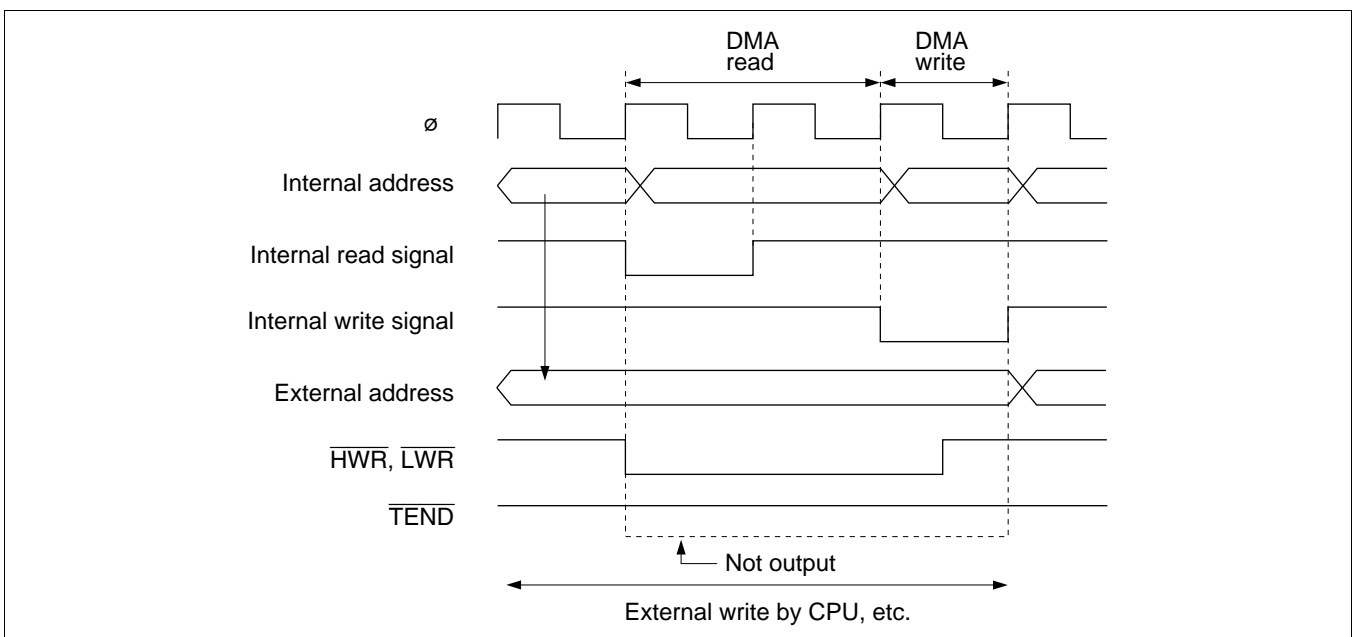 DMA
read
DMA
write
ø
Internal address
Internal read signal
Internal write signal
External address
HWR, LWR
TEND
Not output
External write by CPU, etc.